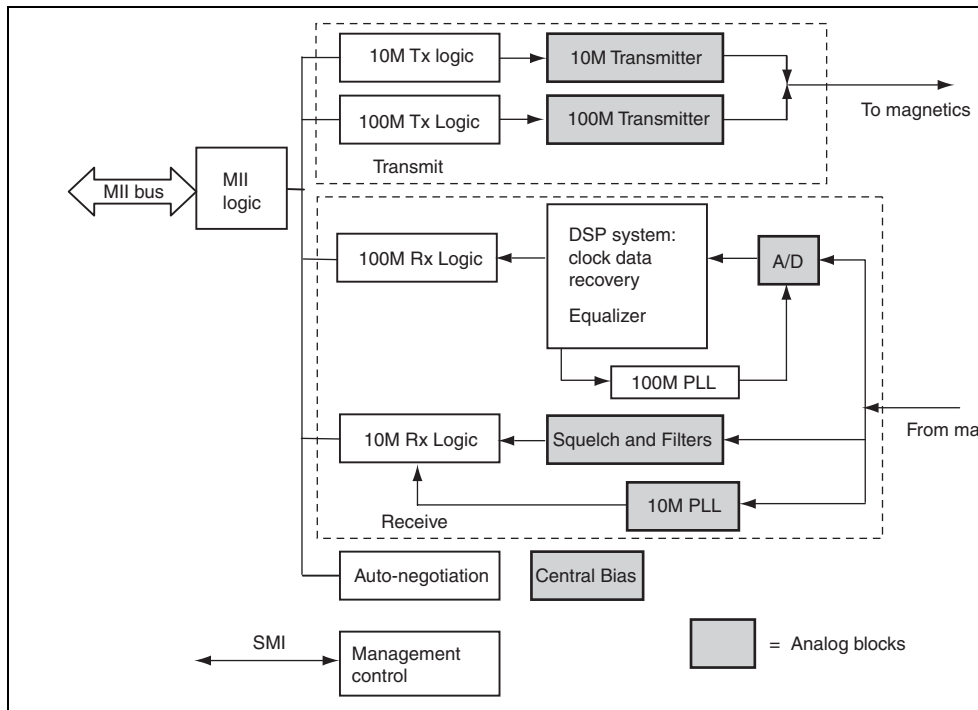 10M Tx logic
10M Transmitter
100M Tx Logic
100M Transmitter
To magnetics
Transmit
MII bus
MII
logic
100M Rx Logic
DSP system:
clock data
recovery
Equalizer
A/D
100M PLL
10M Rx Logic
Squelch and Filters
From ma
10M PLL
Receive
Auto-negotiation
Central Bias
SMI
Management
control
= Analog blocks